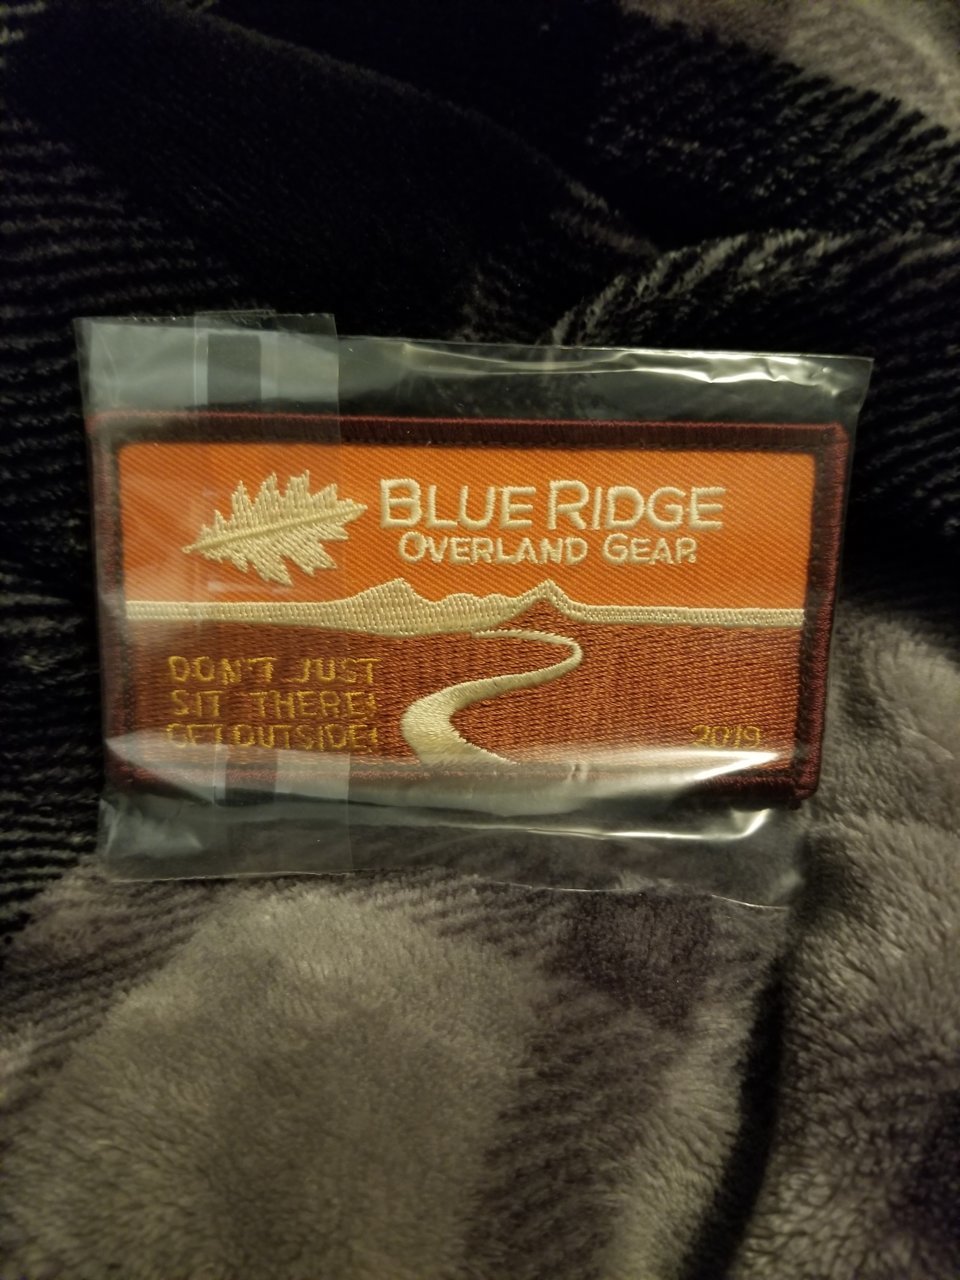 BLUE RIDGE
OVERLAND GEAR
DON'T JUST
SIT THERE!
GET OUTSIDE!
2019